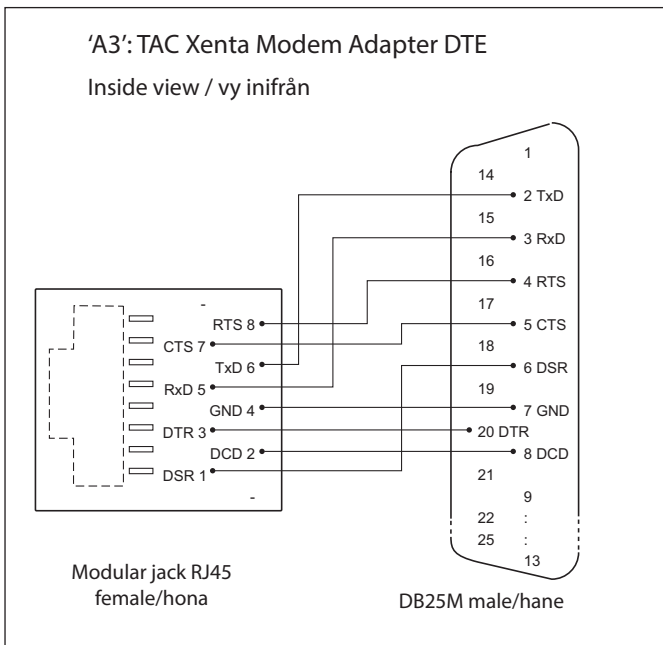 'A3': TAC Xenta Modem Adapter DTE
Inside view / vy inifrån
1
14
2 TxD
15
3 RxD
16
4 RTS
17
5 CTS
18
6 DSR
19
7 GND
20 DTR
8 DCD
21
9
22 :
25 :
13
-
RTS 8
CTS 7
TxD 6
RxD 5
GND 4
DTR 3
DCD 2
DSR 1
-
Modular jack RJ45
female/hona
DB25M male/hane